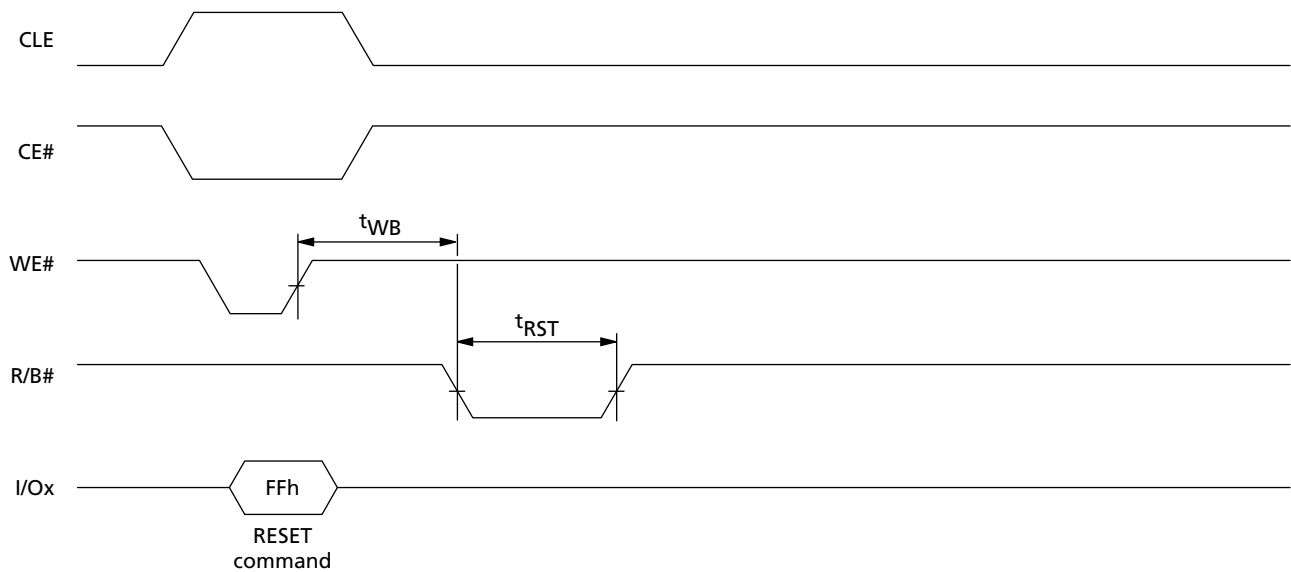 CLE
CE#
tWB
WE#
tRST
R/B#
I/Ox
FFh
RESET
command